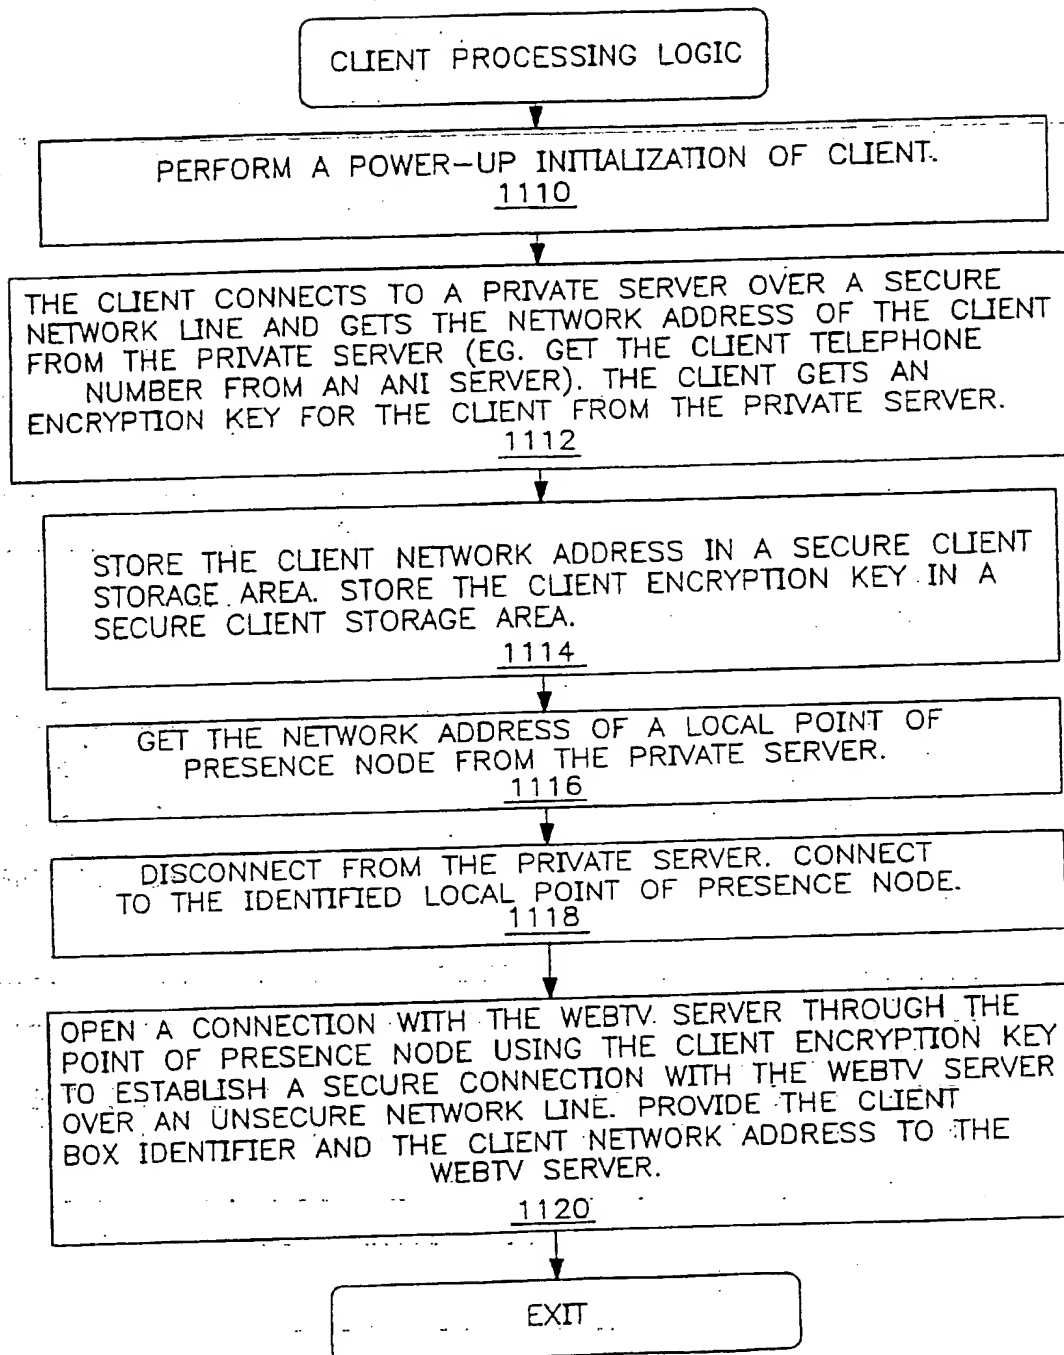 CLIENT PROCESSING LOGIC
PERFORM A POWER-UP INITIALIZATION OF CLIENT.
1110
THE CLIENT CONNECTS TO A PRIVATE SERVER OVER A SECURE
NETWORK LINE AND GETS THE NETWORK ADDRESS OF THE CLIENT
FROM THE PRIVATE SERVER (EG. GET THE CLIENT TELEPHONE
NUMBER FROM AN ANI SERVER). THE CLIENT GETS AN
ENCRYPTION KEY FOR THE CLIENT FROM THE PRIVATE SERVER.
1112
STORE THE CLIENT NETWORK ADDRESS IN A SECURE CLIENT
STORAGE AREA. STORE THE CLIENT ENCRYPTION KEY IN A
SECURE CLIENT STORAGE AREA.
1114
GET THE NETWORK ADDRESS OF A LOCAL POINT OF
PRESENCE NODE FROM THE PRIVATE SERVER.
1116
DISCONNECT FROM THE PRIVATE SERVER. CONNECT
TO THE IDENTIFIED LOCAL POINT OF PRESENCE NODE.
1118
OPEN A CONNECTION WITH THE WEBTV SERVER THROUGH THE
POINT OF PRESENCE NODE USING THE CLIENT ENCRYPTION KEY
TO ESTABLISH A SECURE CONNECTION WITH THE WEBTV SERVER
OVER AN UNSECURE NETWORK LINE. PROVIDE THE CLIENT
BOX IDENTIFIER AND THE CLIENT NETWORK ADDRESS TO THE
WEBTV SERVER.
1120
EXIT